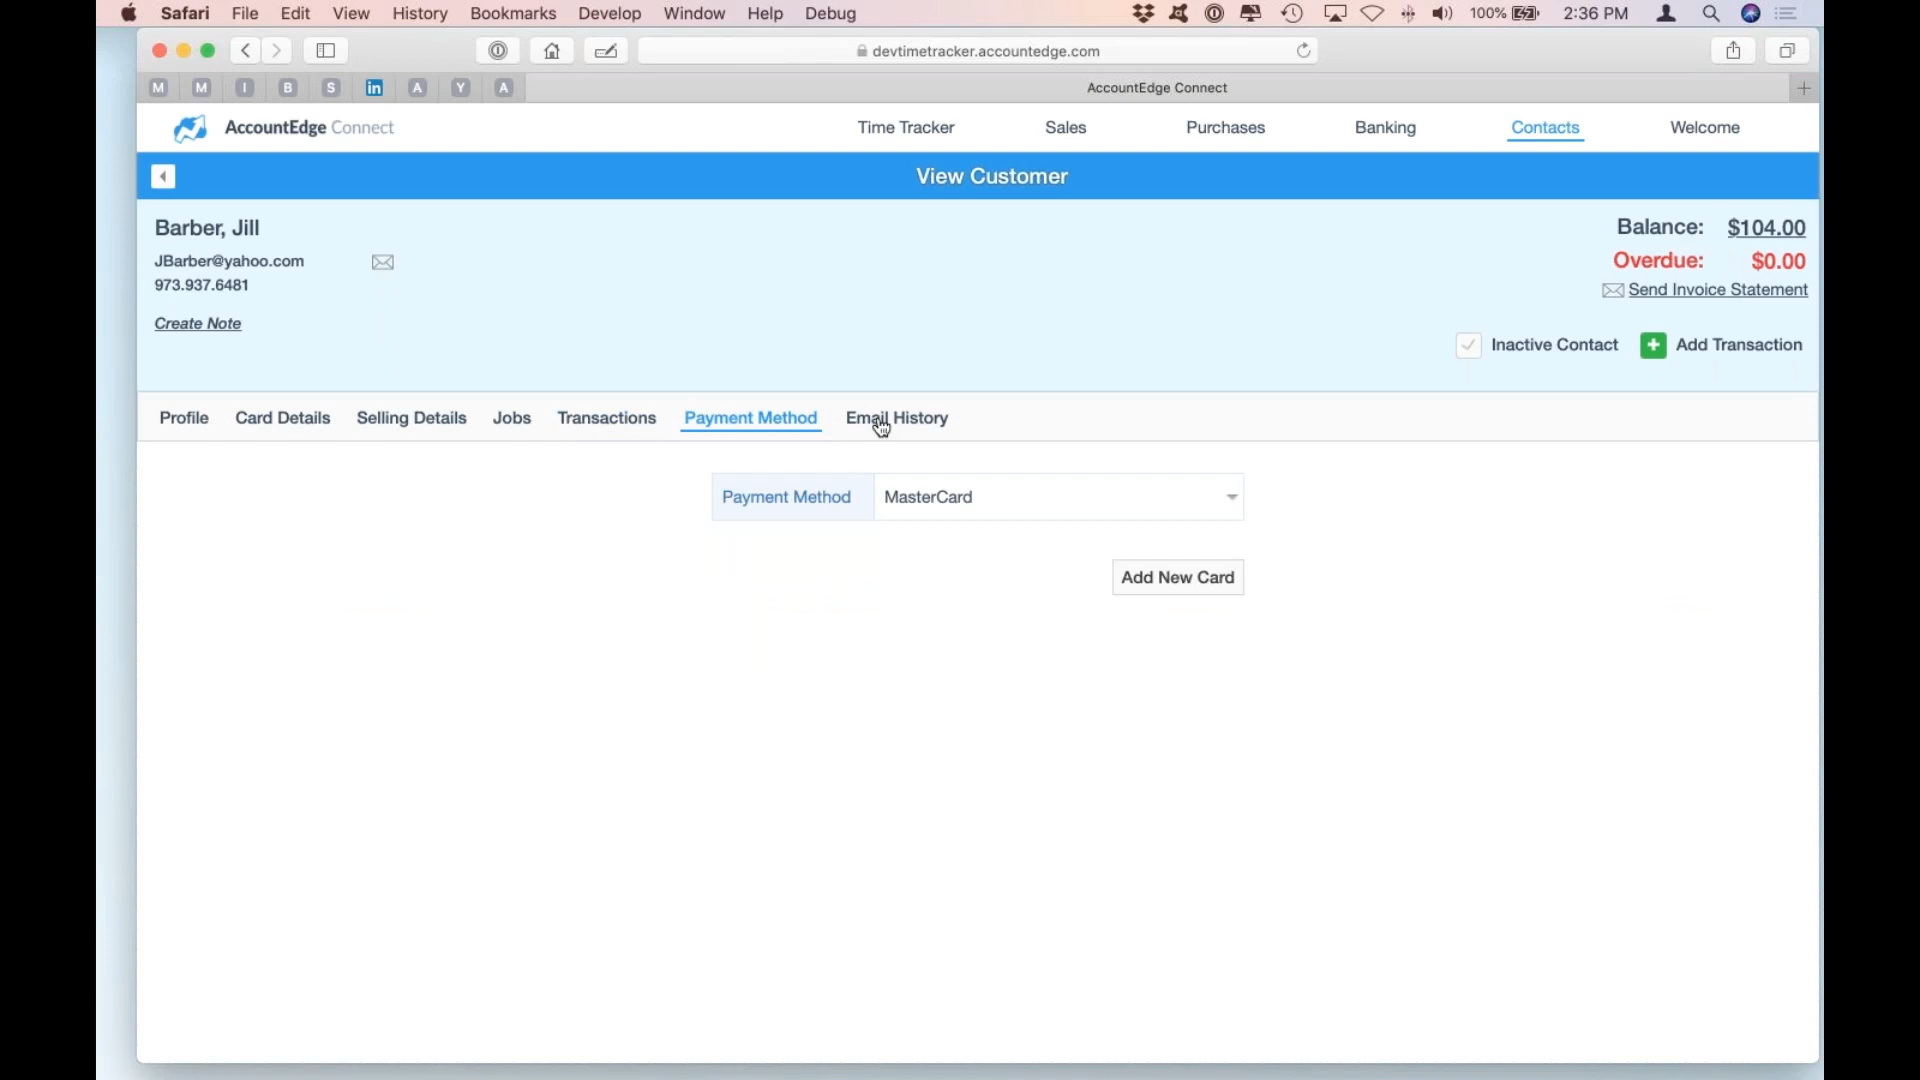 Safari File Edit View History Bookmarks Develop Window Help Debug 100% 2:36 PM
devtimetracker.accountedge.com
M M I B S in A Y A AccountEdge Connect
AccountEdge Connect Time Tracker Sales Purchases Banking Contacts Welcome
View Customer
Barber, Jill Balance: $104.00
JBarber@yahoo.com Overdue: $0.00
973.937.6481 Send Invoice Statement
Create Note
Inactive Contact Add Transaction
Profile Card Details Selling Details Jobs Transactions Payment Method Email History
Payment Method MasterCard
Add New Card